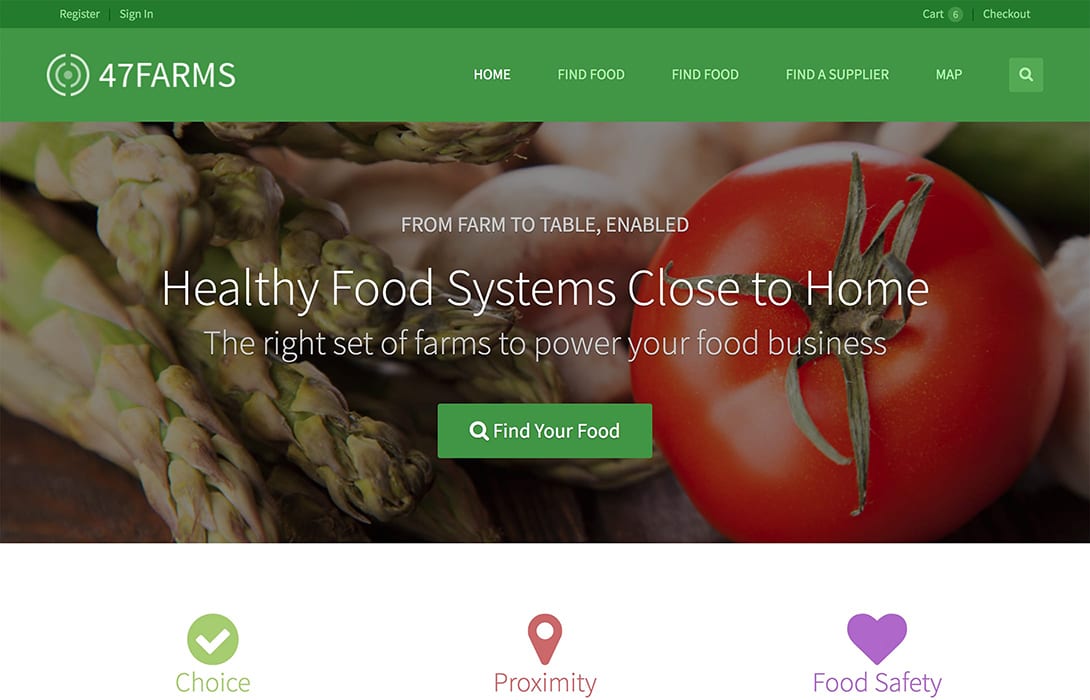 Register Sign In Cart 6 Checkout
47FARMS HOME FIND FOOD FIND FOOD FIND A SUPPLIER MAP
FROM FARM TO TABLE, ENABLED
Healthy Food Systems Close to Home
The right set of farms to power your food business
Find Your Food
Choice Proximity Food Safety